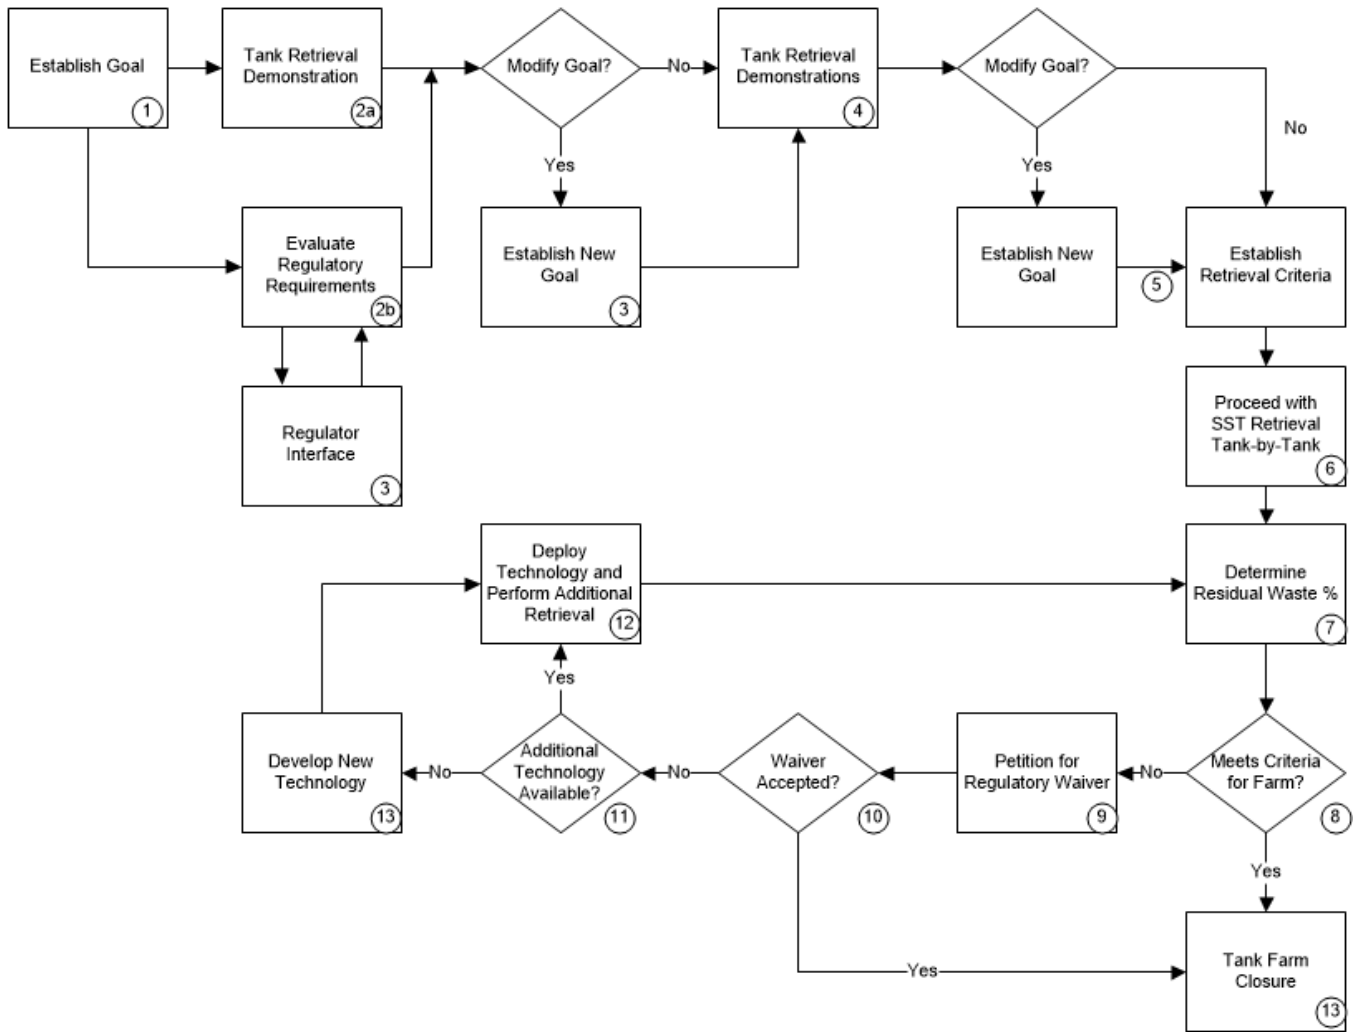 Establish Goal
1
Tank Retrieval
Demonstration
2a
Modify Goal?
No
Yes
Tank Retrieval
Demonstrations
4
Modify Goal?
No
Yes
Evaluate
Regulatory
Requirements
2b
Establish New
Goal
3
Establish New
Goal
5
Establish
Retrieval Criteria
Regulator
Interface
3
Proceed with
SST Retrieval
Tank-by-Tank
6
Deploy
Technology and
Perform Additional
Retrieval
12
Determine
Residual Waste %
7
Yes
Develop New
Technology
13
No
Additional
Technology
Available?
11
No
Waiver
Accepted?
10
Petition for
Regulatory Waiver
9
No
Meets Criteria
for Farm?
8
Yes
Yes
Tank Farm
Closure
13